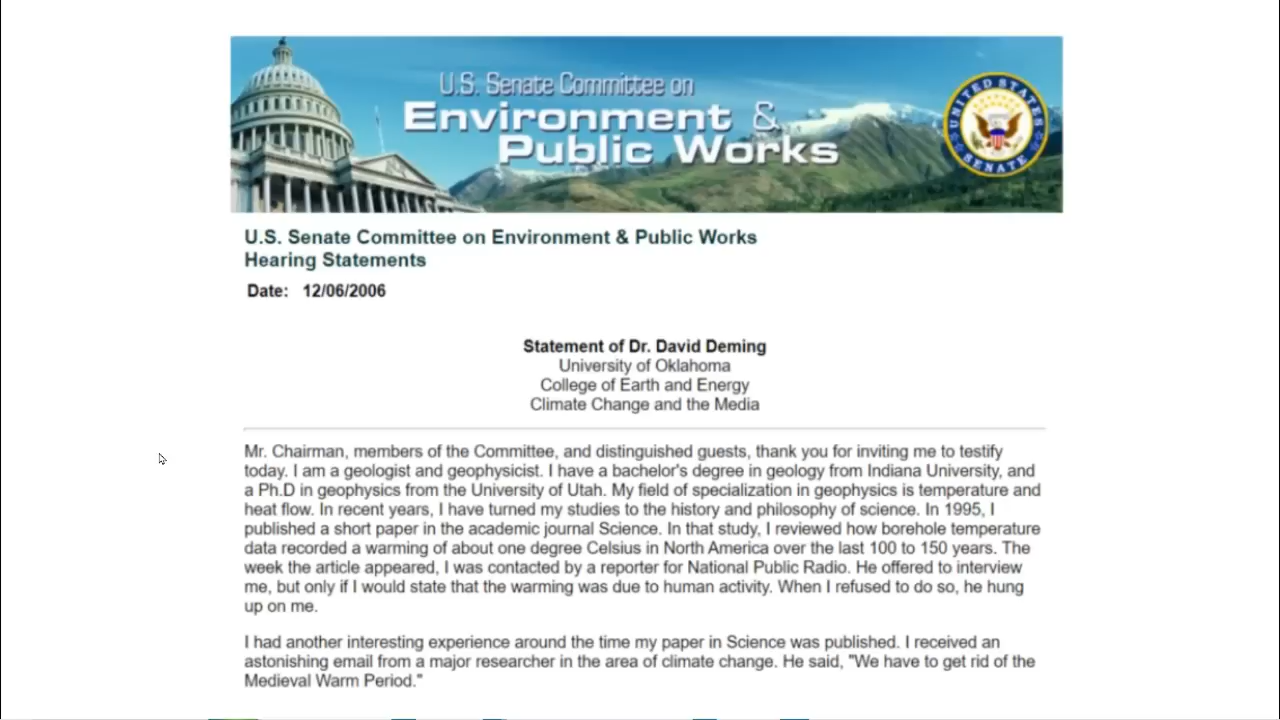 U.S. Senate Committee on
Environment &
Public Works
UNITED STATES
SENATE
U.S. Senate Committee on Environment & Public Works
Hearing Statements
Date: 12/06/2006
Statement of Dr. David Deming
University of Oklahoma
College of Earth and Energy
Climate Change and the Media
Mr. Chairman, members of the Committee, and distinguished guests, thank you for inviting me to testify
today. I am a geologist and geophysicist. I have a bachelor's degree in geology from Indiana University, and
a Ph.D in geophysics from the University of Utah. My field of specialization in geophysics is temperature and
heat flow. In recent years, I have turned my studies to the history and philosophy of science. In 1995, I
published a short paper in the academic journal Science. In that study, I reviewed how borehole temperature
data recorded a warming of about one degree Celsius in North America over the last 100 to 150 years. The
week the article appeared, I was contacted by a reporter for National Public Radio. He offered to interview
me, but only if I would state that the warming was due to human activity. When I refused to do so, he hung
up on me.
I had another interesting experience around the time my paper in Science was published. I received an
astonishing email from a major researcher in the area of climate change. He said, "We have to get rid of the
Medieval Warm Period."